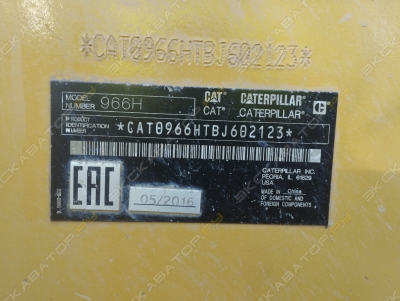 *CAT0966HTBJ602123*
MODEL
NUMBER 966H
CAT CATERPILLAR
CAT® CATERPILLAR
PRODUCT
IDENTIFICATION
NUMBER *CAT0966HTBJ602123*
EAC
05/2016
CATERPILLAR INC.
PEORIA, IL 61629
USA
MADE IN China
OF DOMESTIC AND
FOREIGN COMPONENTS